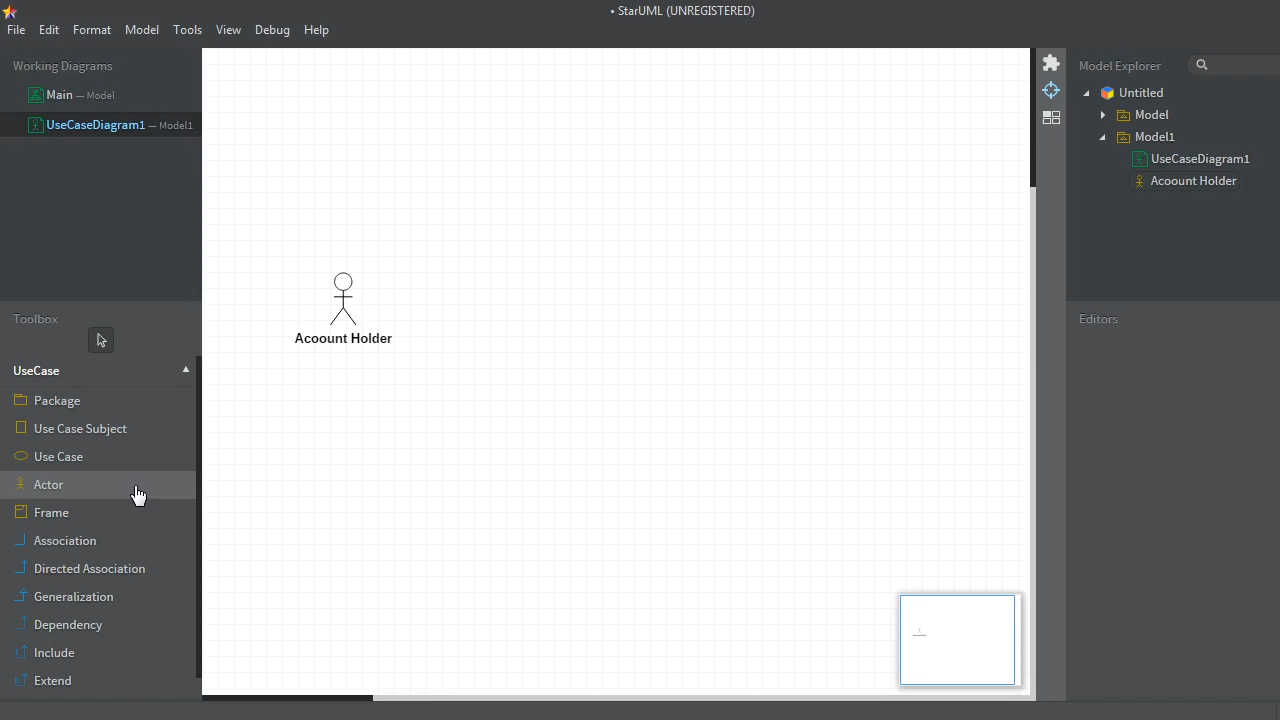 • StarUML (UNREGISTERED)
File Edit Format Model Tools View Debug Help
Working Diagrams
Main — Model
UseCaseDiagram1 — Model1
Toolbox
UseCase
Package
Use Case Subject
Use Case
Actor
Frame
Association
Directed Association
Generalization
Dependency
Include
Extend
Acoount Holder
Model Explorer
Untitled
Model
Model1
UseCaseDiagram1
Acoount Holder
Editors